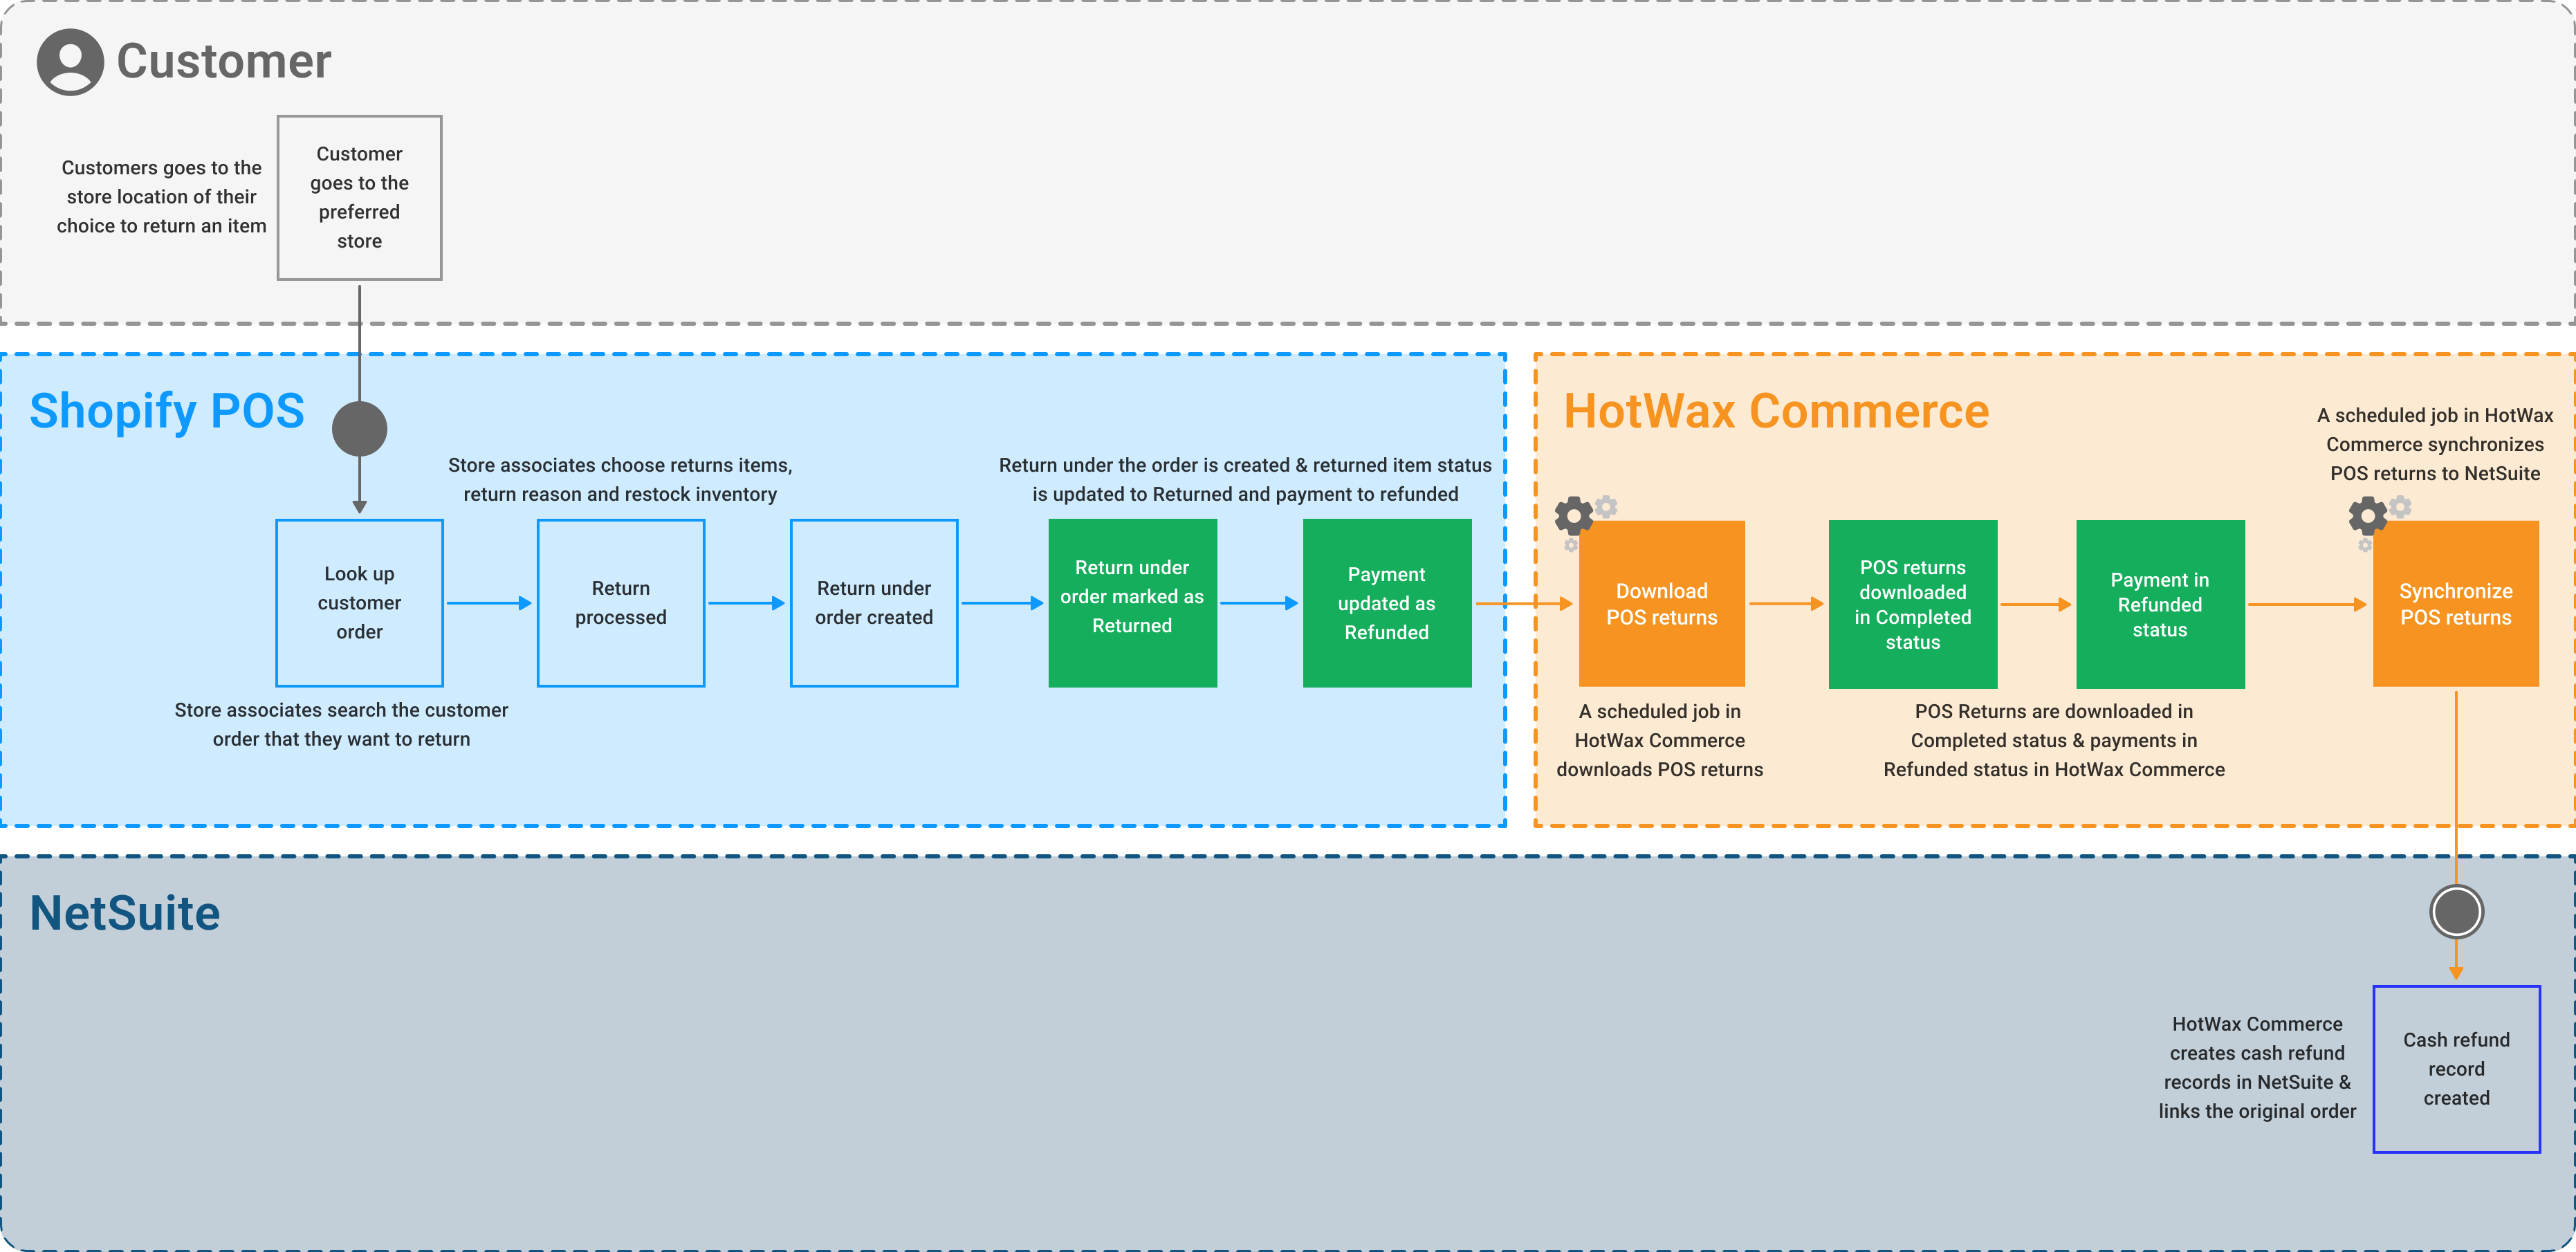 Customer
Customers goes to the
store location of their
choice to return an item
Customer
goes to the
preferred
store
Shopify POS
Store associates choose returns items,
return reason and restock inventory
Return under the order is created & returned item status
is updated to Returned and payment to refunded
Look up
customer
order
Return
processed
Return under
order created
Return under
order marked as
Returned
Payment
updated as
Refunded
Store associates search the customer
order that they want to return
HotWax Commerce
A scheduled job in HotWax
Commerce synchronizes
POS returns to NetSuite
Download
POS returns
POS returns
downloaded
in Completed
status
Payment in
Refunded
status
Synchronize
POS returns
A scheduled job in
HotWax Commerce
downloads POS returns
POS Returns are downloaded in
Completed status & payments in
Refunded status in HotWax Commerce
NetSuite
HotWax Commerce
creates cash refund
records in NetSuite &
links the original order
Cash refund
record
created